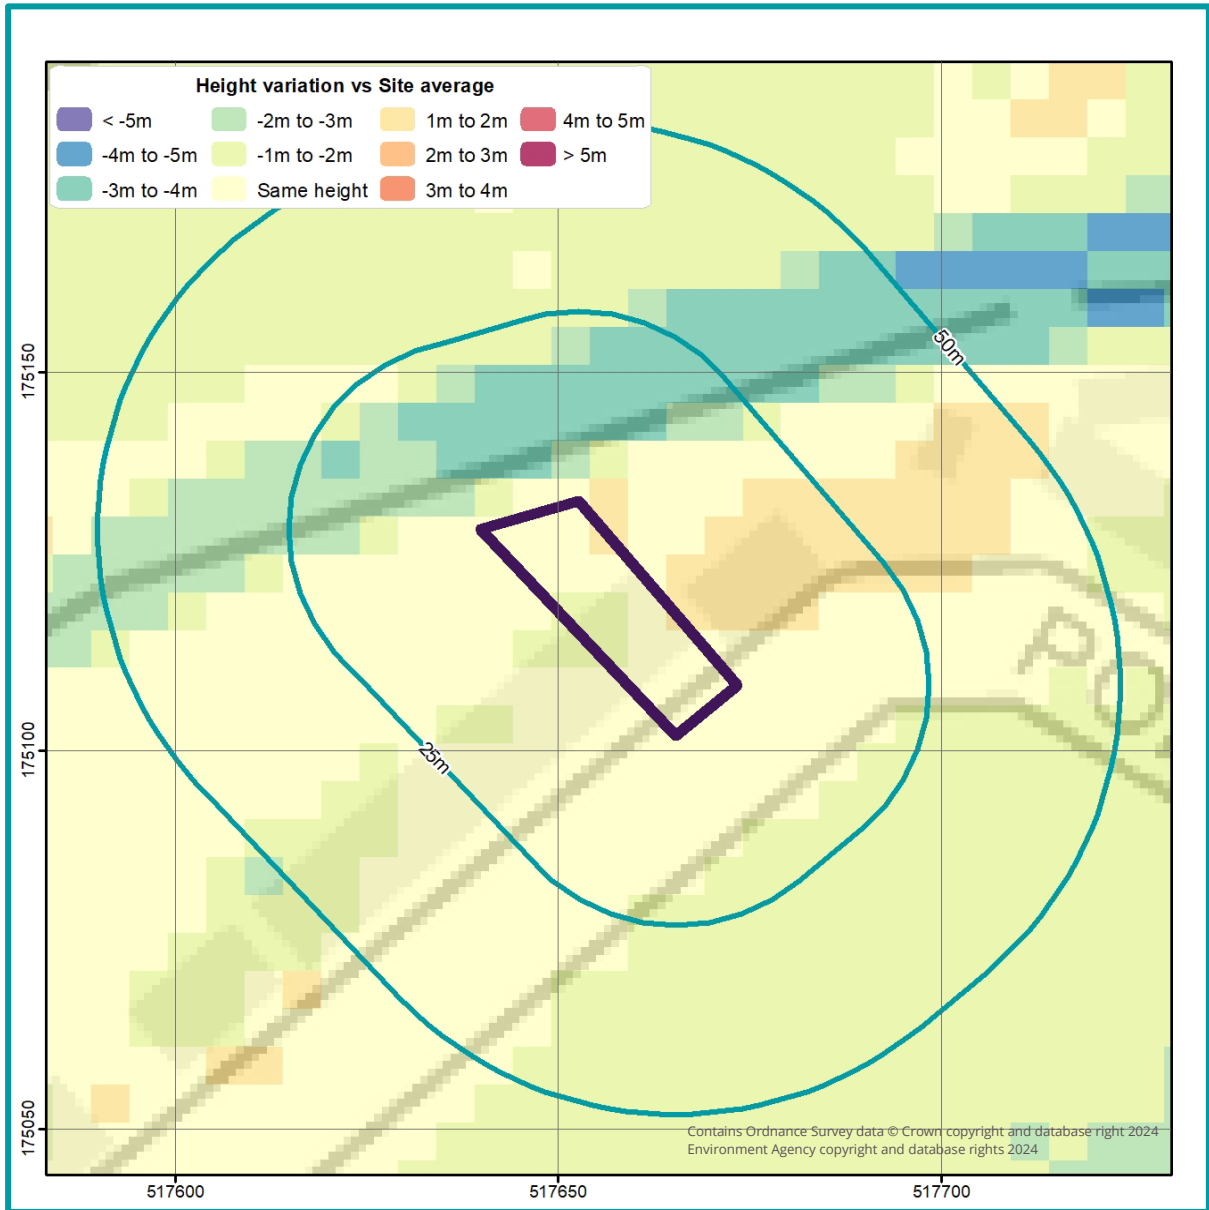 Height variation vs Site average
< -5m
-2m to -3m
1m to 2m
4m to 5m
-4m to -5m
-1m to -2m
2m to 3m
> 5m
-3m to -4m
Same height
3m to 4m
50m
25m
175150
175100
175050
517600
517650
517700
Contains Ordnance Survey data © Crown copyright and database right 2024
Environment Agency copyright and database rights 2024